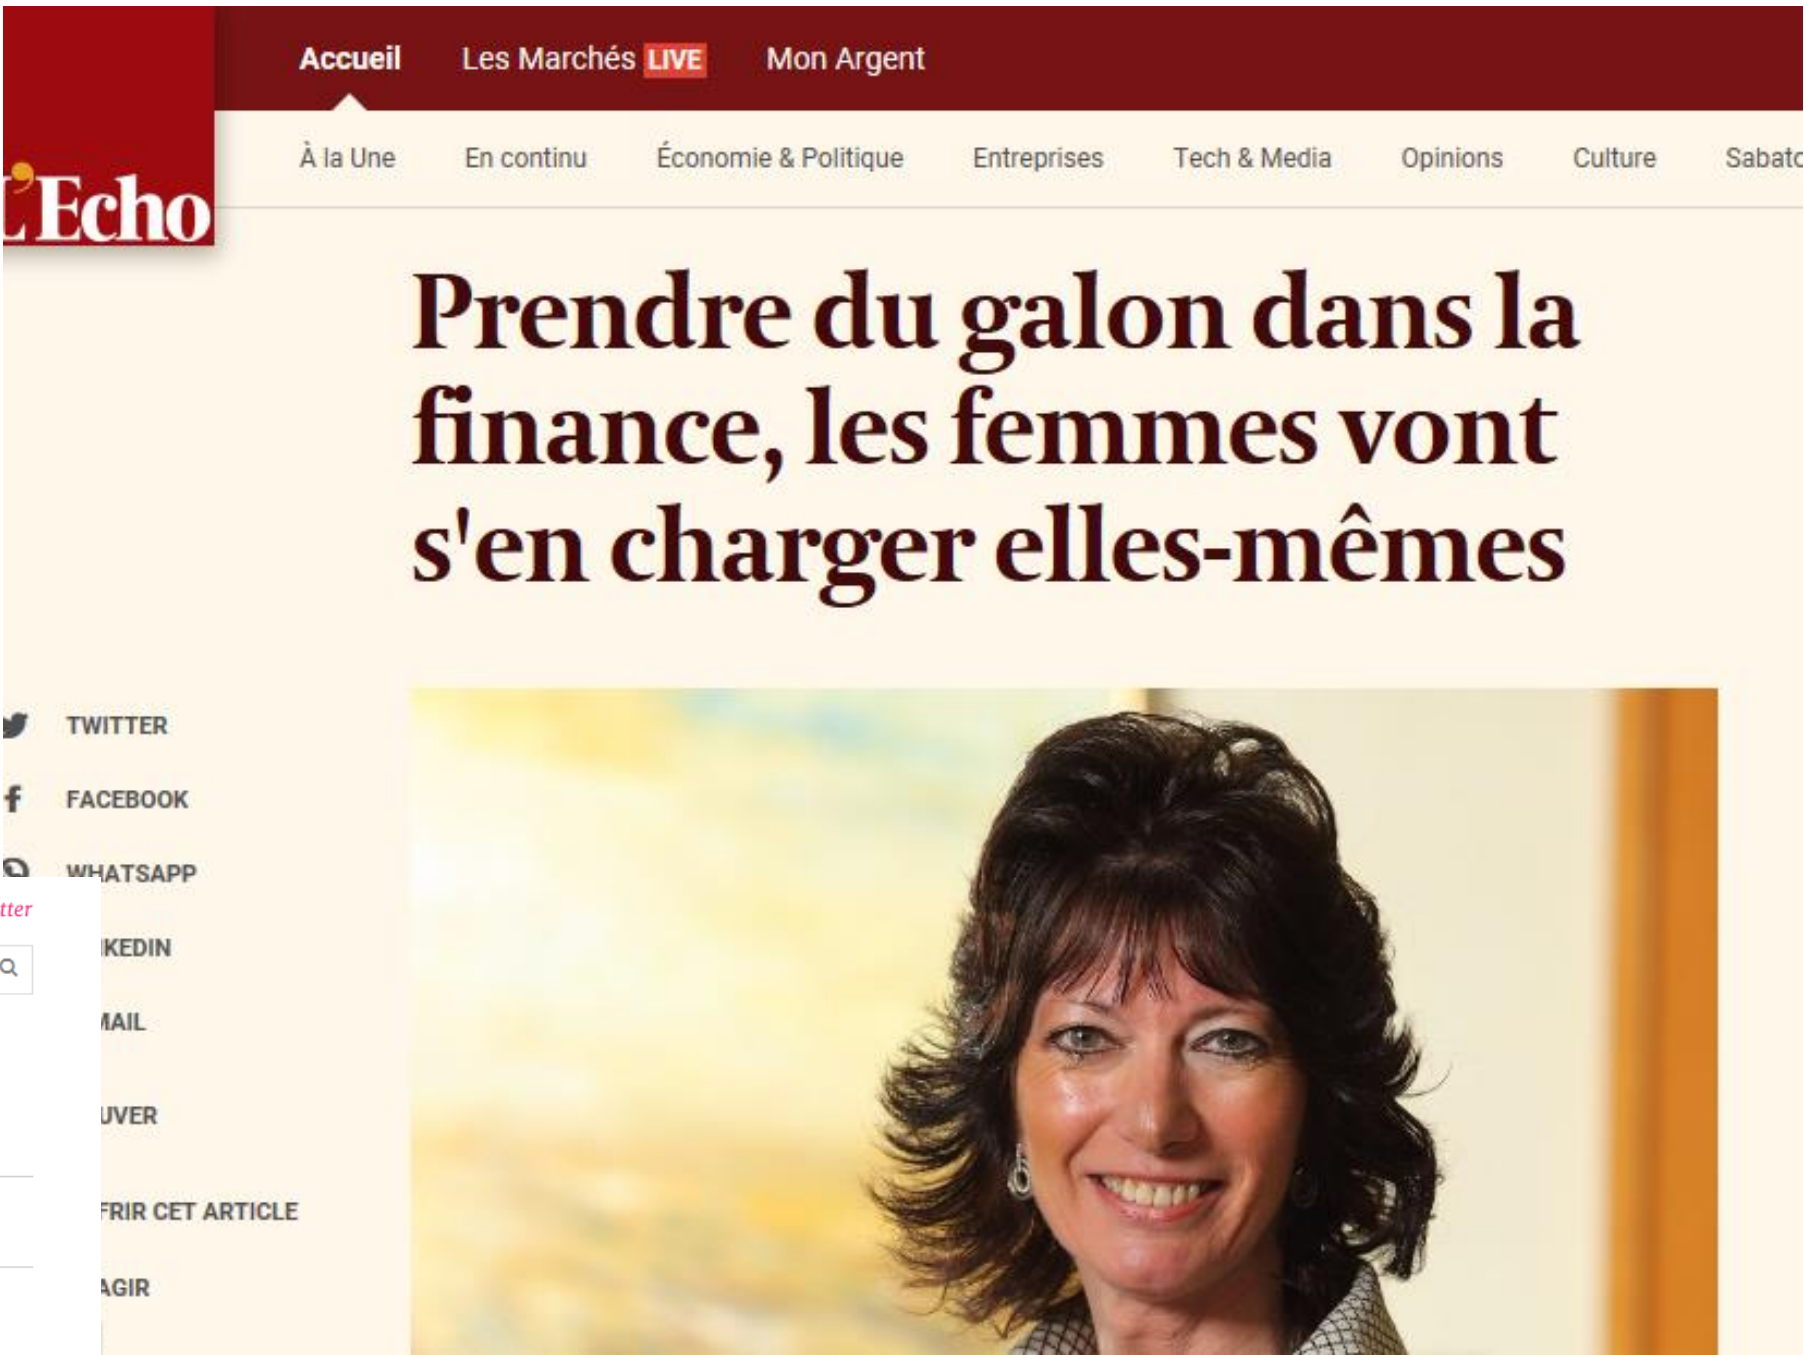 Accueil Les Marchés LIVE Mon Argent
À la Une En continu Économie & Politique Entreprises Tech & Media Opinions Culture
L'Echo
Prendre du galon dans la
finance, les femmes vont
s'en charger elles-mêmes
TWITTER
FACEBOOK
WHATSAPP
tter
KEDIN
AIL
UVER
FRIR CET ARTICLE
AGIR